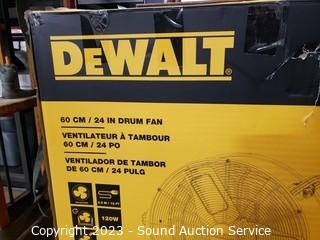 DEWALT®
60 CM / 24 IN DRUM FAN
VENTILATEUR À TAMBOUR
60 CM / 24 PO
VENTILADOR DE TAMBOR
DE 60 CM / 24 PULG
120W
Copyright 2023 - Sound Auction Service